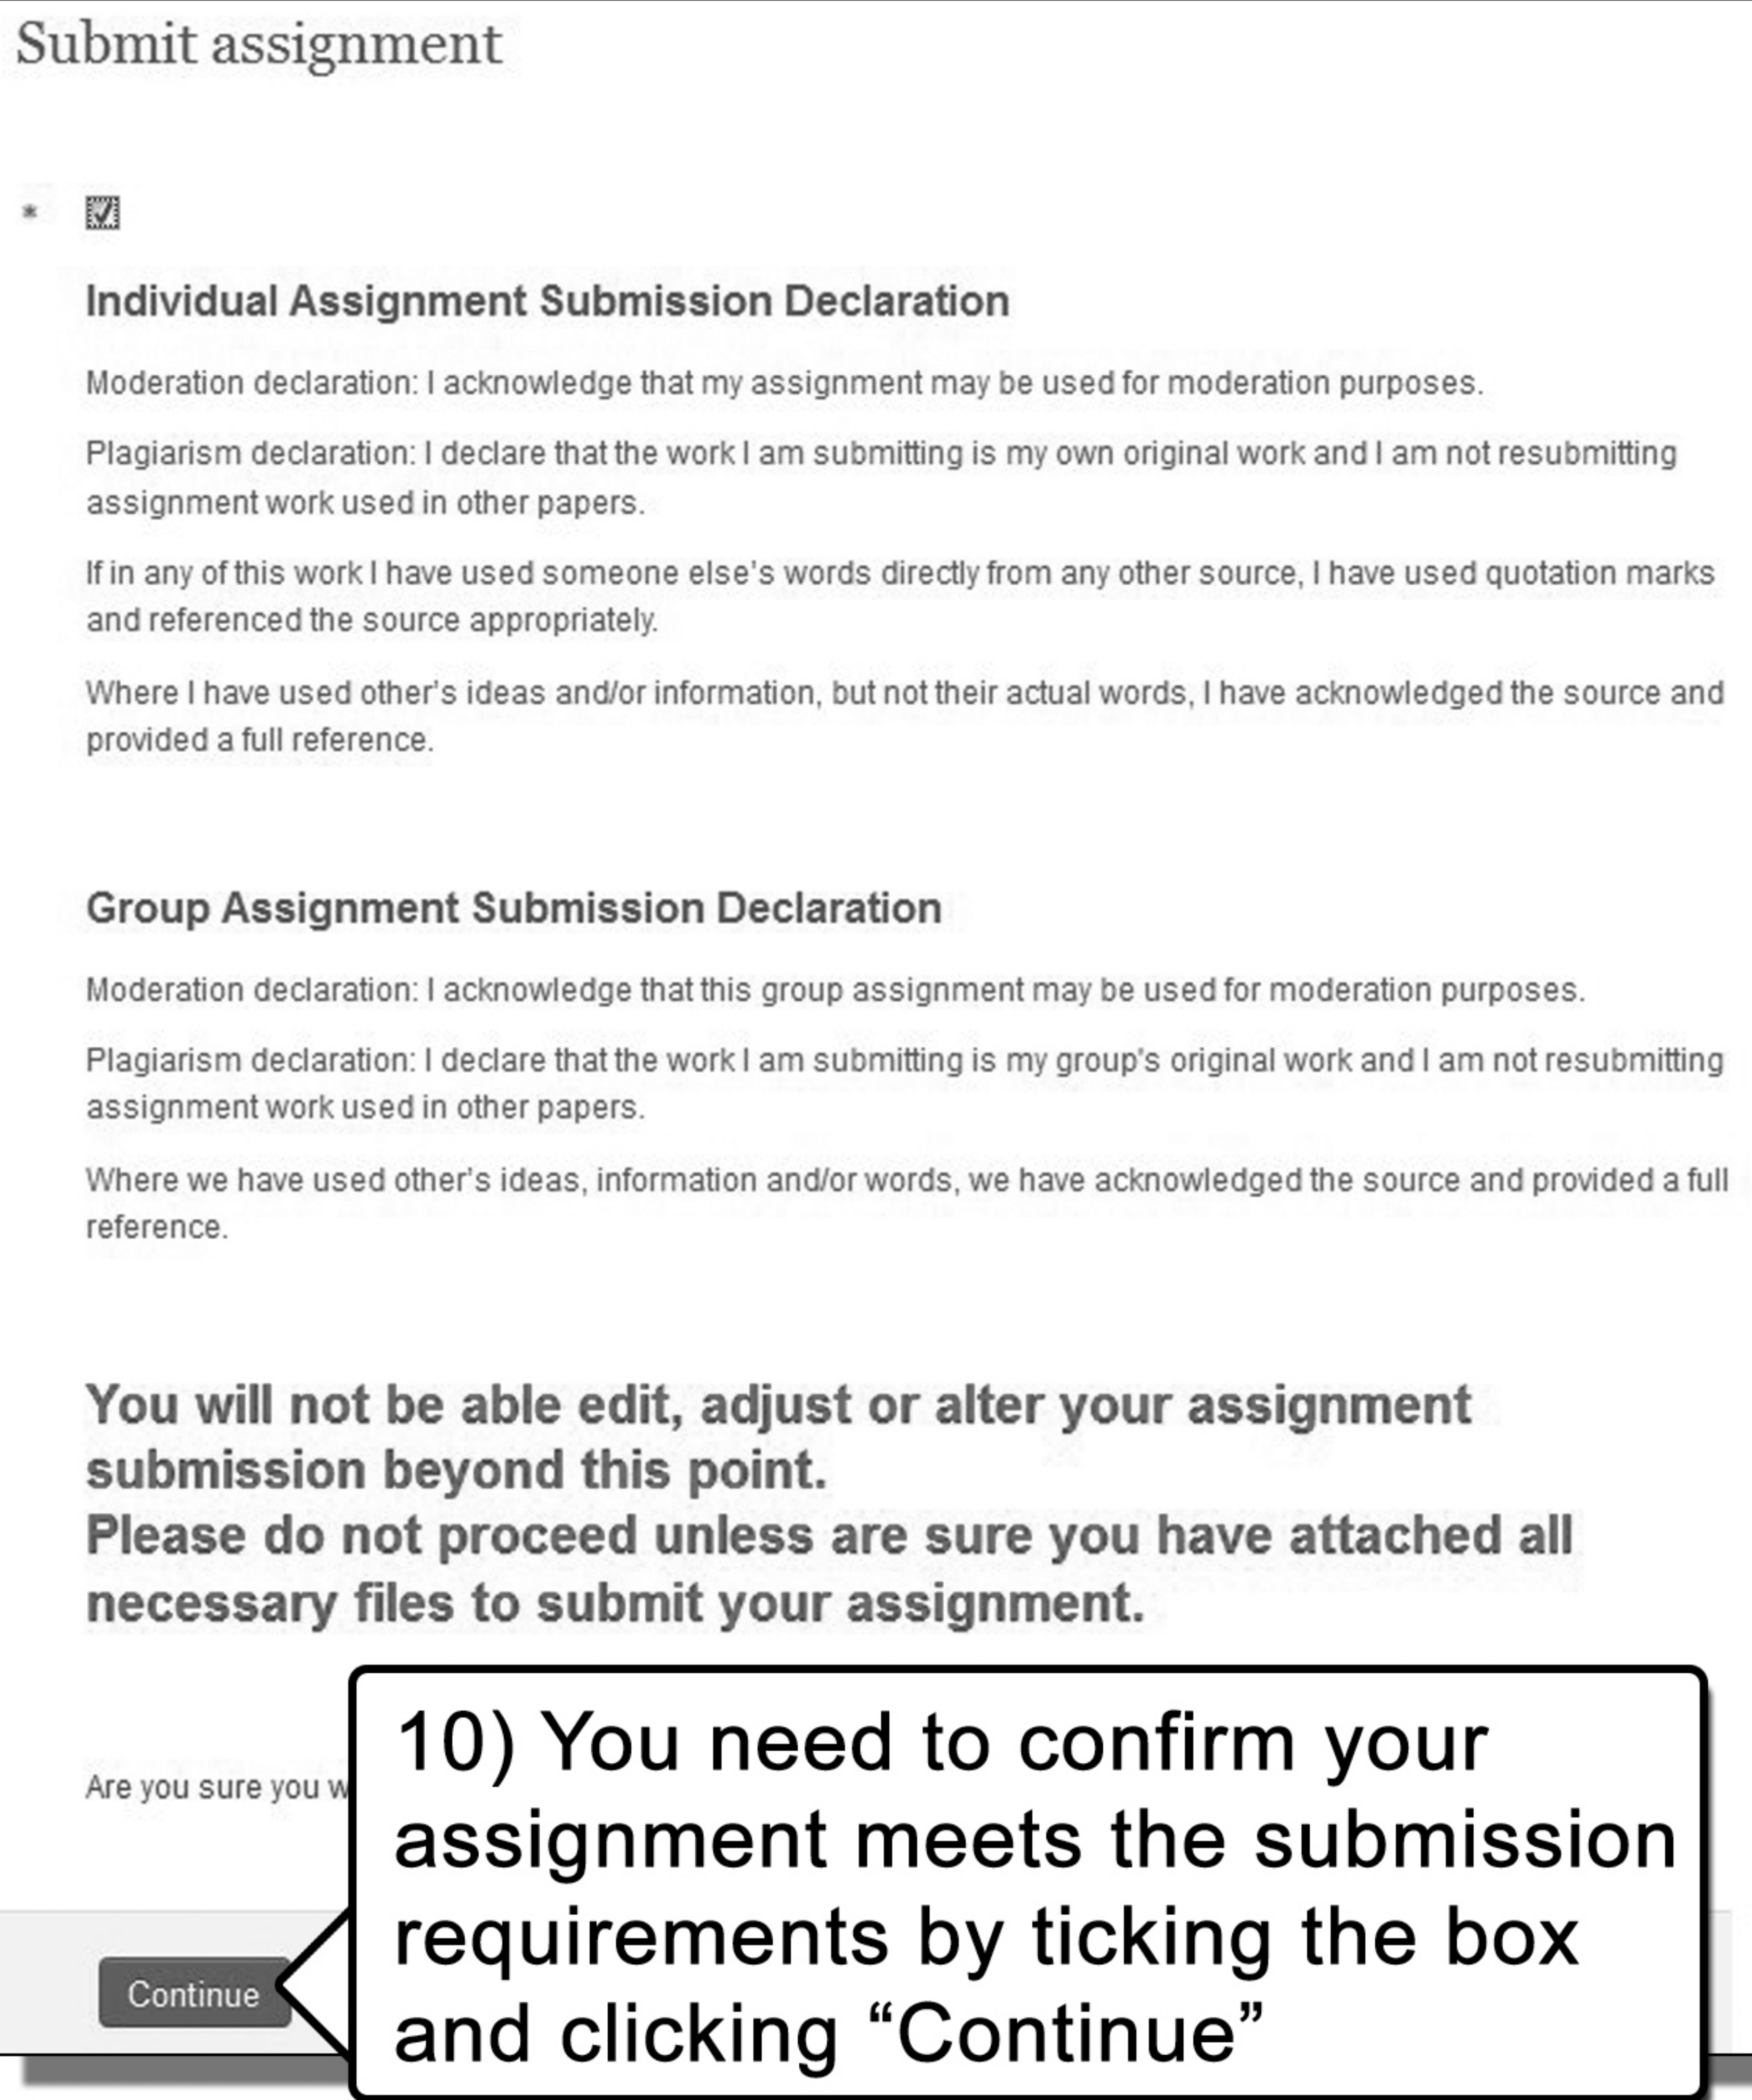 Submit assignment
*
Individual Assignment Submission Declaration
Moderation declaration: I acknowledge that my assignment may be used for moderation purposes.
Plagiarism declaration: I declare that the work I am submitting is my own original work and I am not resubmitting
assignment work used in other papers.
If in any of this work I have used someone else's words directly from any other source, I have used quotation marks
and referenced the source appropriately.
Where I have used other's ideas and/or information, but not their actual words, I have acknowledged the source and
provided a full reference.
Group Assignment Submission Declaration
Moderation declaration: I acknowledge that this group assignment may be used for moderation purposes.
Plagiarism declaration: I declare that the work I am submitting is my group's original work and I am not resubmitting
assignment work used in other papers.
Where we have used other's ideas, information and/or words, we have acknowledged the source and provided a full
reference.
You will not be able edit, adjust or alter your assignment
submission beyond this point.
Please do not proceed unless are sure you have attached all
necessary files to submit your assignment.
Are you sure you
10) You need to confirm your
assignment meets the submission
requirements by ticking the box
and clicking “Continue”
Continue